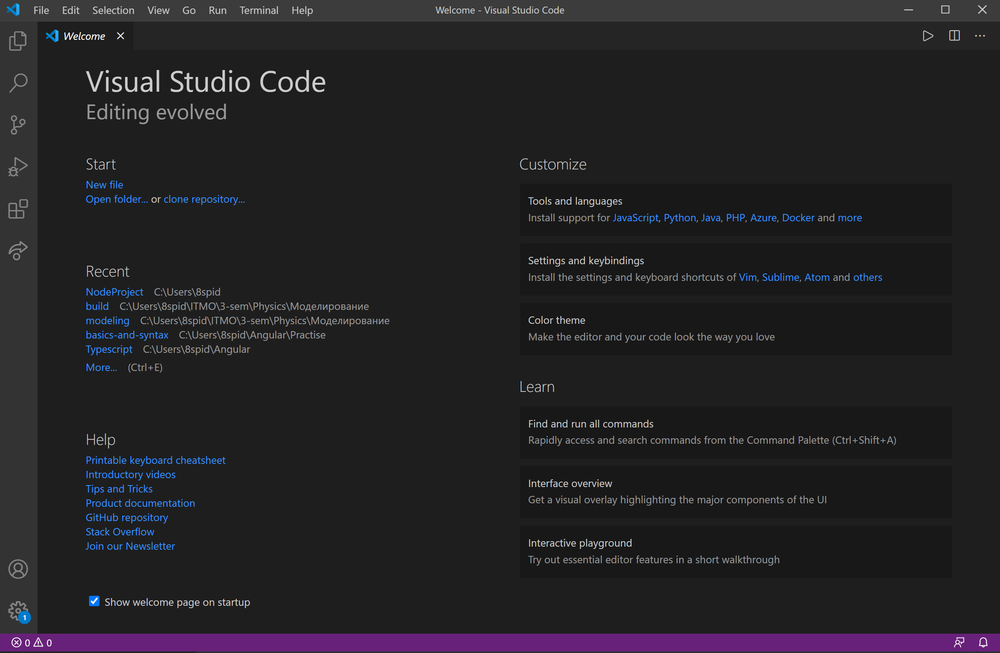 File Edit Selection View Go Run Terminal Help
Welcome - Visual Studio Code
Welcome
Visual Studio Code
Editing evolved
Start
New file
Open folder... or clone repository...
Recent
NodeProject C:\Users\8spid
build C:\Users\8spid\ITMO\3-sem\Physics\Моделирование
modeling C:\Users\8spid\ITMO\3-sem\Physics\Моделирование
basics-and-syntax C:\Users\8spid\Angular\Practise
Typescript C:\Users\8spid\Angular
More... (Ctrl+E)
Help
Printable keyboard cheatsheet
Introductory videos
Tips and Tricks
Product documentation
GitHub repository
Stack Overflow
Join our Newsletter
Show welcome page on startup
Customize
Tools and languages
Install support for JavaScript, Python, Java, PHP, Azure, Docker and more
Settings and keybindings
Install the settings and keyboard shortcuts of Vim, Sublime, Atom and others
Color theme
Make the editor and your code look the way you love
Learn
Find and run all commands
Rapidly access and search commands from the Command Palette (Ctrl+Shift+A)
Interface overview
Get a visual overlay highlighting the major components of the UI
Interactive playground
Try out essential editor features in a short walkthrough
1
0 0